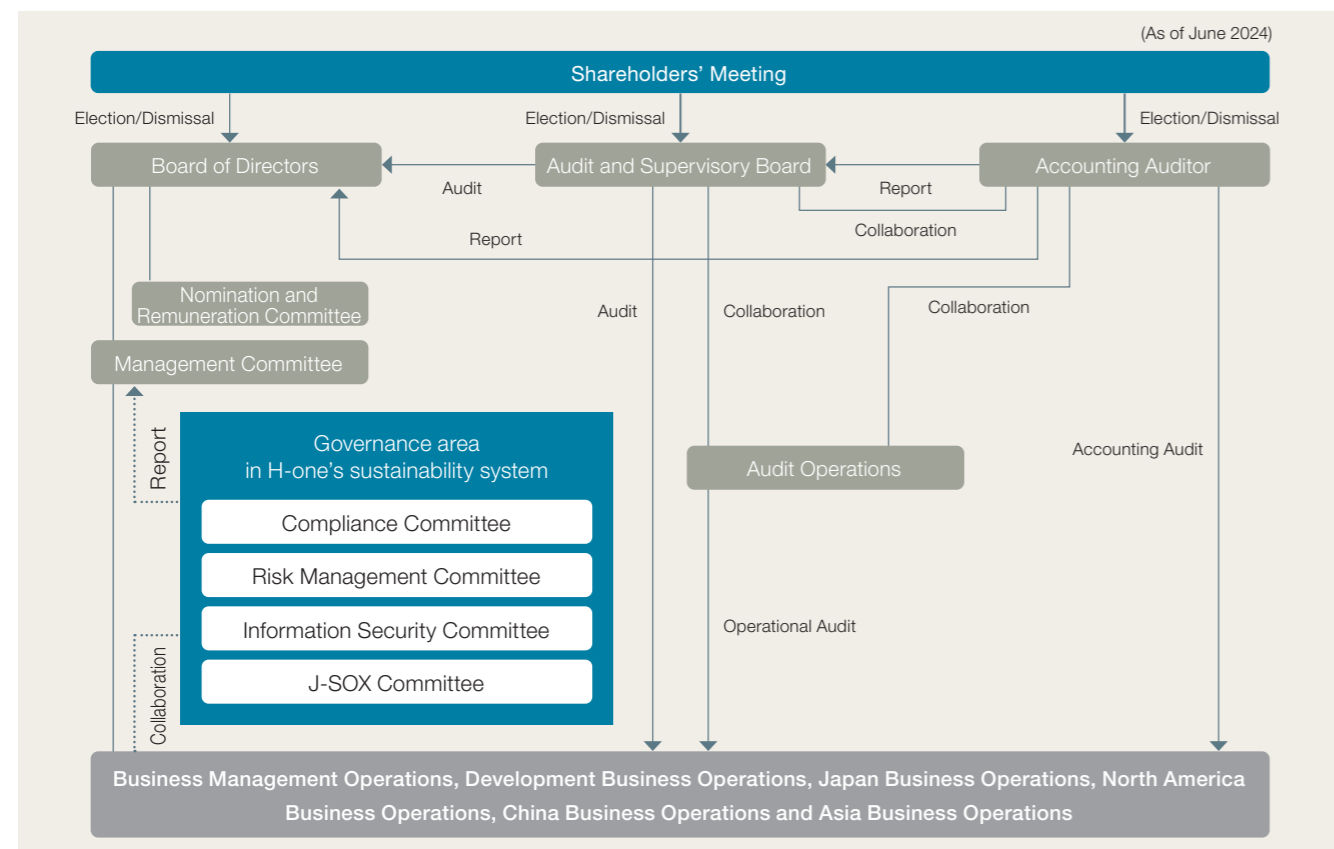 (As of June 2024)
Shareholders’ Meeting
Election/Dismissal
Election/Dismissal
Election/Dismissal
Board of Directors
Audit and Supervisory Board
Accounting Auditor
Audit
Report
Collaboration
Report
Nomination and
Remuneration Committee
Audit
Collaboration
Collaboration
Management Committee
Report
Governance area
in H-one’s sustainability system
Compliance Committee
Risk Management Committee
Information Security Committee
J-SOX Committee
Audit Operations
Accounting Audit
Operational Audit
Collaboration
Business Management Operations, Development Business Operations, Japan Business Operations, North America
Business Operations, China Business Operations and Asia Business Operations